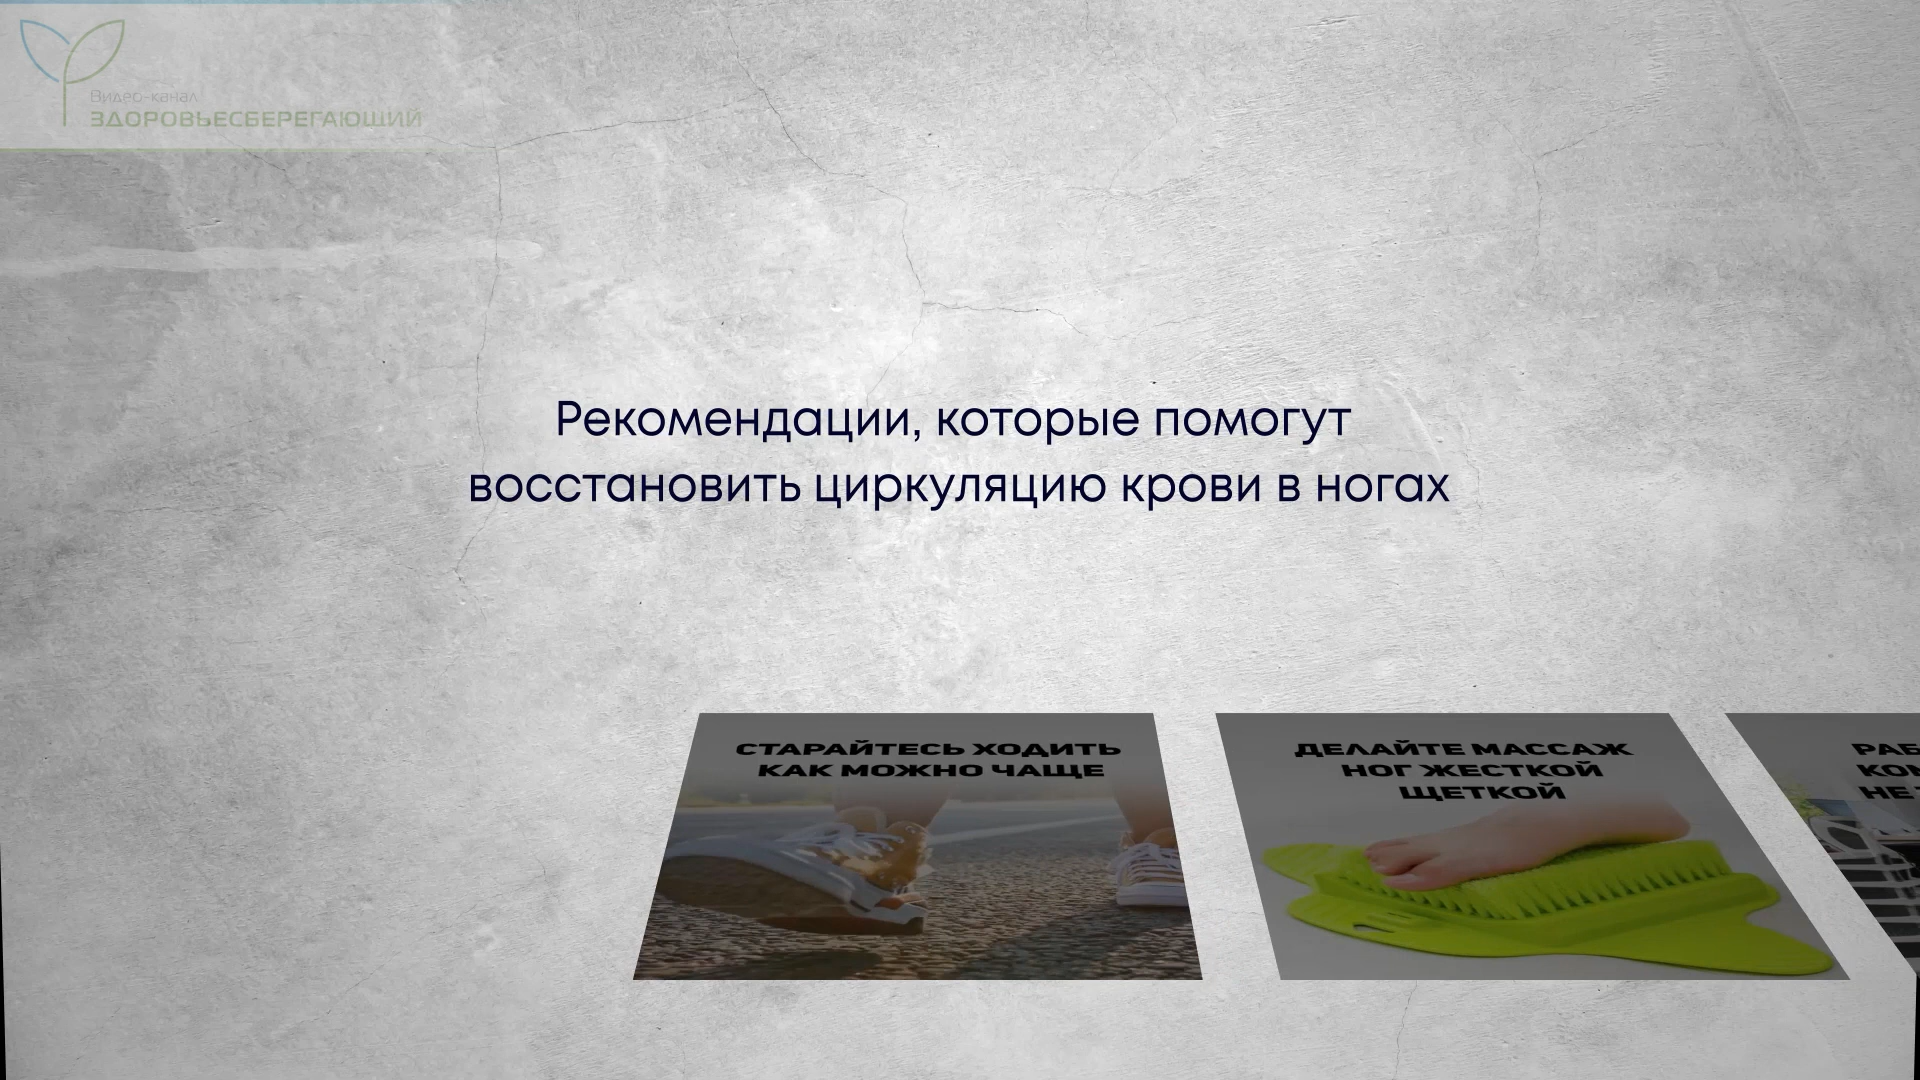 Видео-канал
ЗДОРОВЬЕСБЕРЕГАЮЩИЙ
Рекомендации, которые помогут
восстановить циркуляцию крови в ногах
СТАРАЙТЕСЬ ХОДИТЬ
КАК МОЖНО ЧАЩЕ
ДЕЛАЙТЕ МАССАЖ
НОГ ЖЕСТКОЙ
ЩЕТКОЙ
НЕ